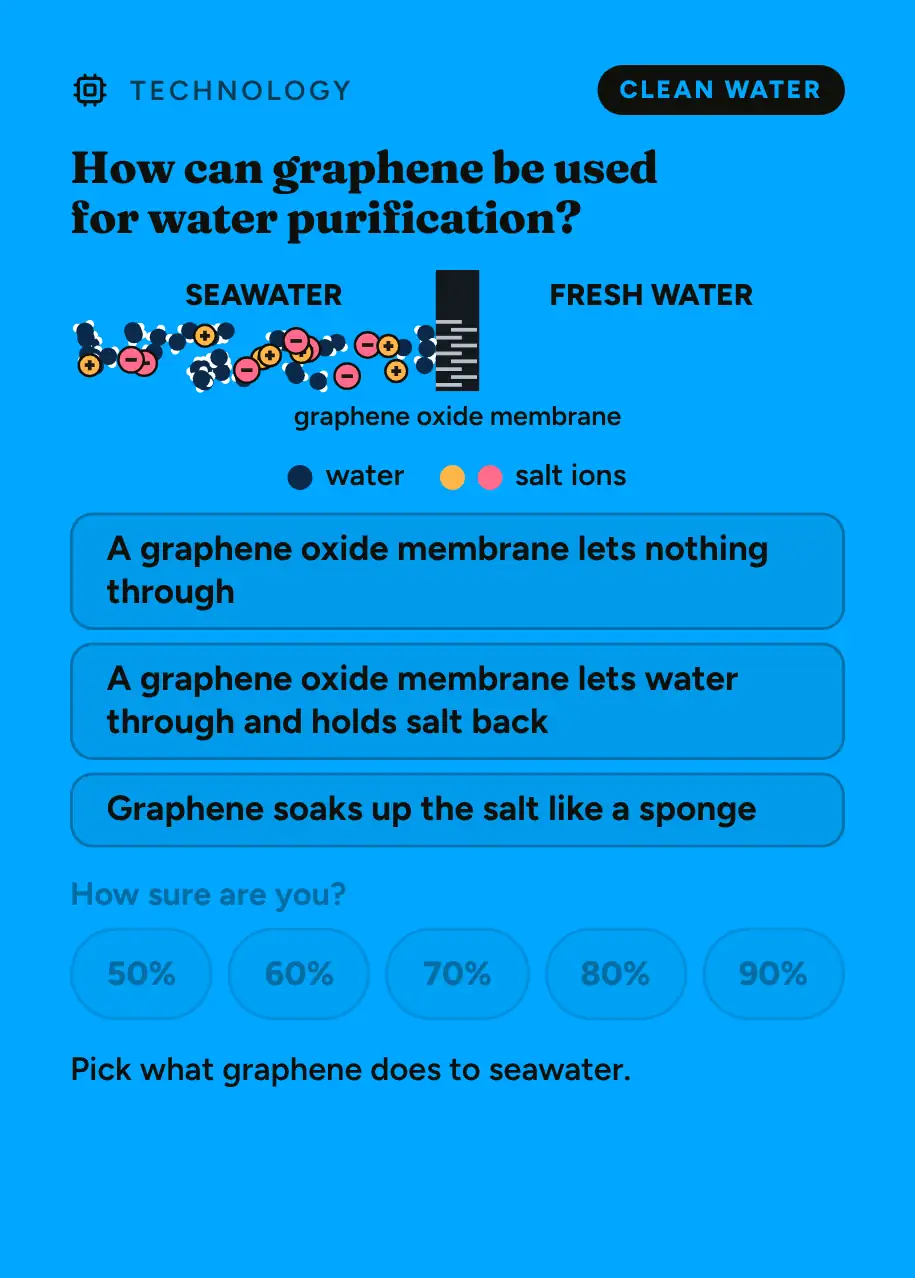 TECHNOLOGY
CLEAN WATER
How can graphene be used
for water purification?
SEAWATER
FRESH WATER
graphene oxide membrane
water
salt ions
A graphene oxide membrane lets nothing
through
A graphene oxide membrane lets water
through and holds salt back
Graphene soaks up the salt like a sponge
How sure are you?
50%
60%
70%
80%
90%
Pick what graphene does to seawater.